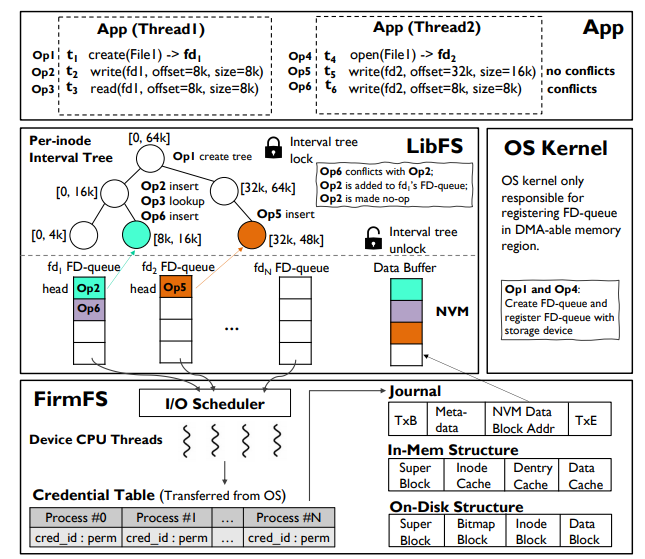 App (Thread1)
Op1 t1 create(File1) -> fd1
Op2 t2 write(fd1, offset=8k, size=8k)
Op3 t3 read(fd1, offset=8k, size=8k)
App (Thread2)
Op4 t4 open(File1) -> fd2
Op5 t5 write(fd2, offset=32k, size=16k)
Op6 t6 write(fd2, offset=8k, size=8k)
App
no conflicts
conflicts
Per-inode
Interval Tree
[0, 64k]
Op1 create tree
Interval tree
lock
LibFS
[0, 16k]
Op2 insert
Op3 lookup
Op6 insert
[32k, 64k]
Op6 conflicts with Op2;
Op2 is added to fd1's FD-queue;
Op2 is made no-op
[0, 4k]
[8k, 16k]
Op5 insert
[32k, 48k]
Interval tree
unlock
fd1 FD-queue
head
Op2
Op6
fd2 FD-queue
head
Op5
...
fdN FD-queue
Data Buffer
NVM
OS Kernel
OS kernel only
responsible for
registering FD-queue
in DMA-able memory
region.
Op1 and Op4:
Create FD-queue and
register FD-queue with
storage device
FirmFS
I/O Scheduler
Device CPU Threads
Credential Table (Transferred from OS)
Process #0 Process #1 ... Process #N
cred_id : perm cred_id : perm ... cred_id : perm
Journal
TxB
Meta-
data
NVM Data
Block Addr
TxE
In-Mem Structure
Super
Block
Inode
Cache
Dentry
Cache
Data
Cache
On-Disk Structure
Super
Block
Bitmap
Block
Inode
Block
Data
Block